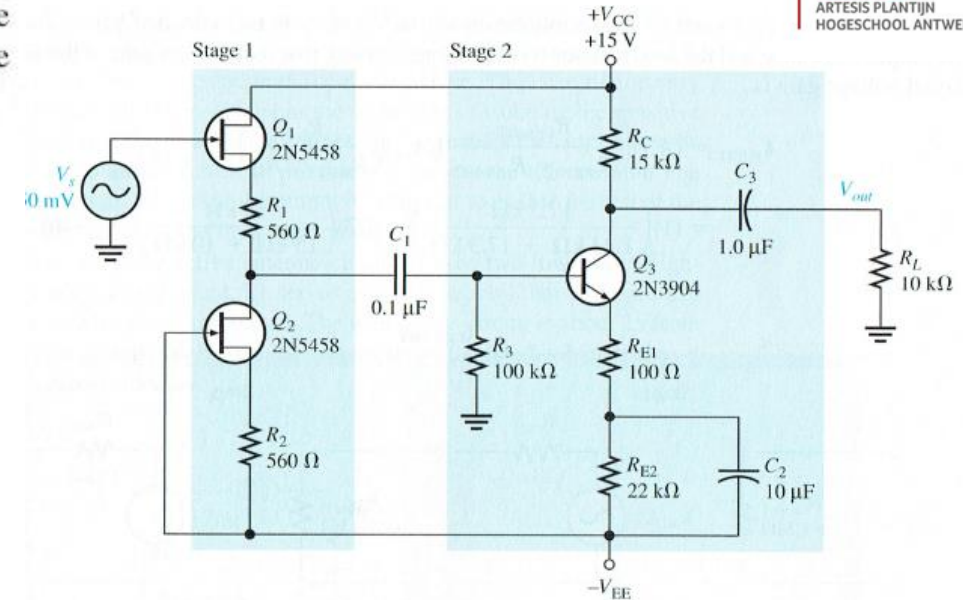 ARTESIS PLANTIJN
HOGESCHOOL ANTWE
+VCC
+15 V
Stage 1
Stage 2
Q1
2N5458
RC
15 kΩ
C3
1.0 µF
Vout
Vs
0 mV
R1
560 Ω
C1
0.1 µF
Q3
2N3904
RL
10 kΩ
Q2
2N5458
R3
100 kΩ
RE1
100 Ω
R2
560 Ω
RE2
22 kΩ
C2
10 µF
–VEE